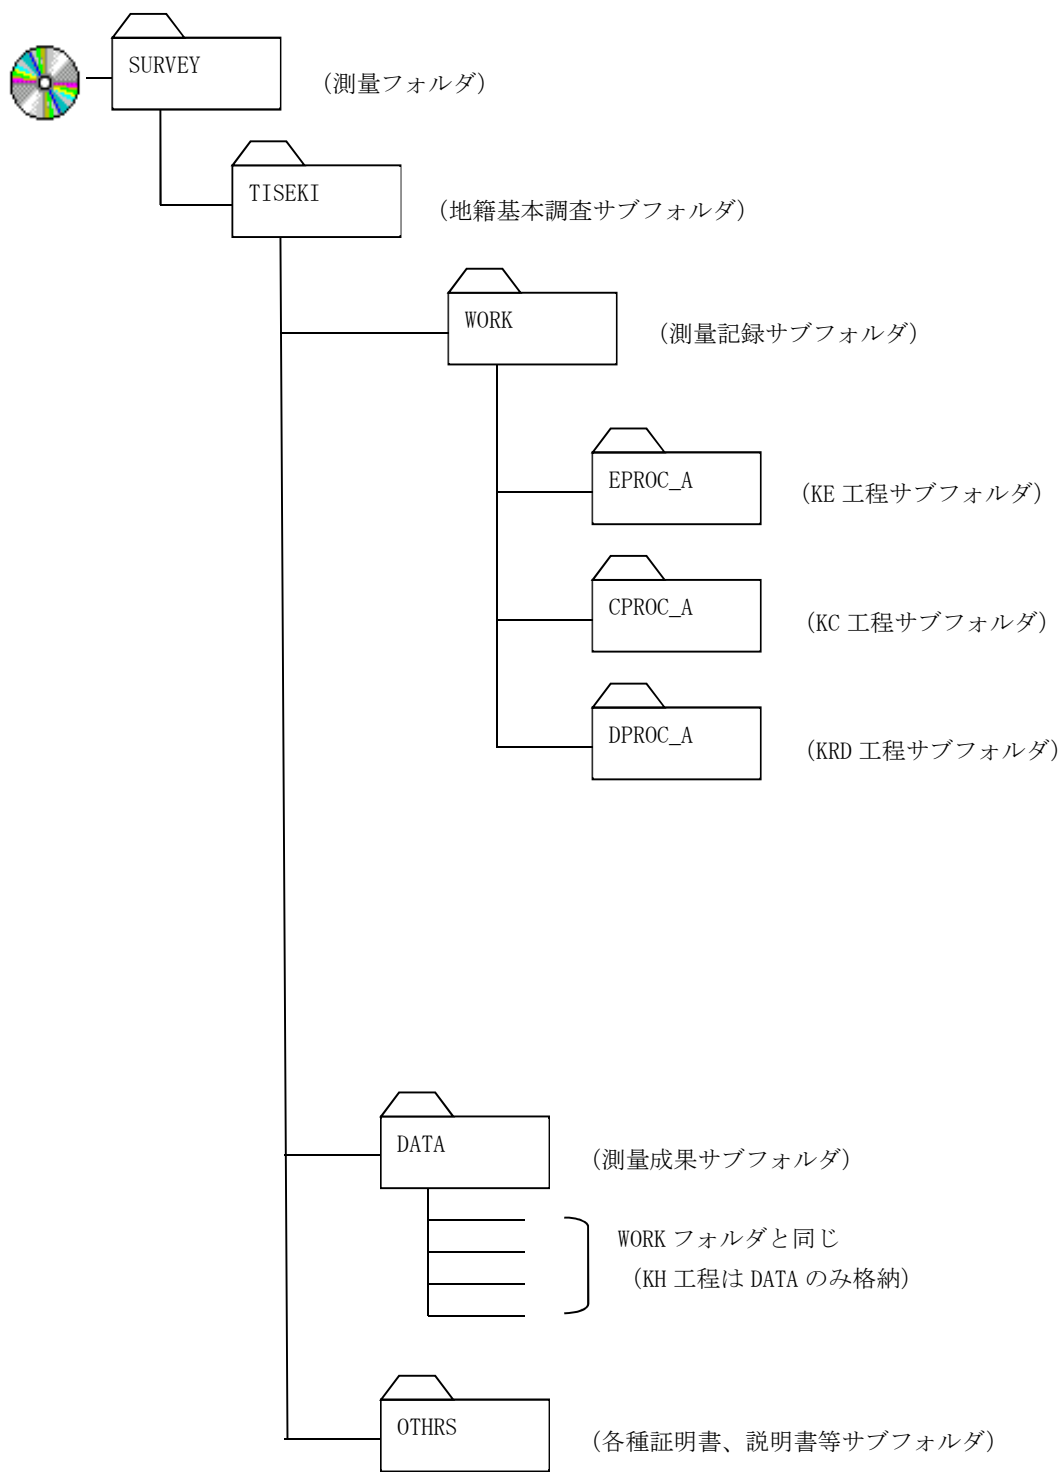 SURVEY
(測量フォルダ)
TISEKI
(地籍基本調査サブフォルダ)
WORK
(測量記録サブフォルダ)
EPROC_A
(KE 工程サブフォルダ)
CPROC_A
(KC 工程サブフォルダ)
DPROC_A
(KRD 工程サブフォルダ)
DATA
(測量成果サブフォルダ)
WORK フォルダと同じ
(KH 工程は DATA のみ格納)
OTHRS
(各種証明書、説明書等サブフォルダ)